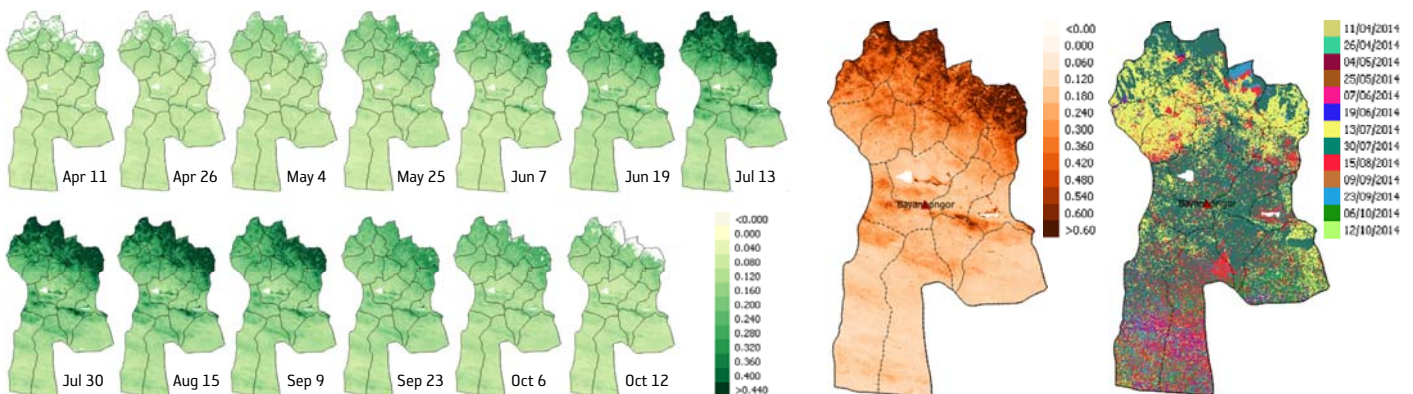 Apr 11
Apr 26
May 4
May 25
Jun 7
Jun 19
Jul 13
Jul 30
Aug 15
Sep 9
Sep 23
Oct 6
Oct 12
<0.000
0.000
0.040
0.080
0.120
0.160
0.200
0.240
0.280
0.320
0.360
0.400
>0.440
<0.00
0.000
0.060
0.120
0.180
0.240
0.300
0.360
0.420
0.480
0.540
0.600
>0.60
Bayanhongor
11/04/2014
26/04/2014
04/05/2014
25/05/2014
07/06/2014
19/06/2014
13/07/2014
30/07/2014
15/08/2014
09/09/2014
23/09/2014
06/10/2014
12/10/2014
Bayanhongor